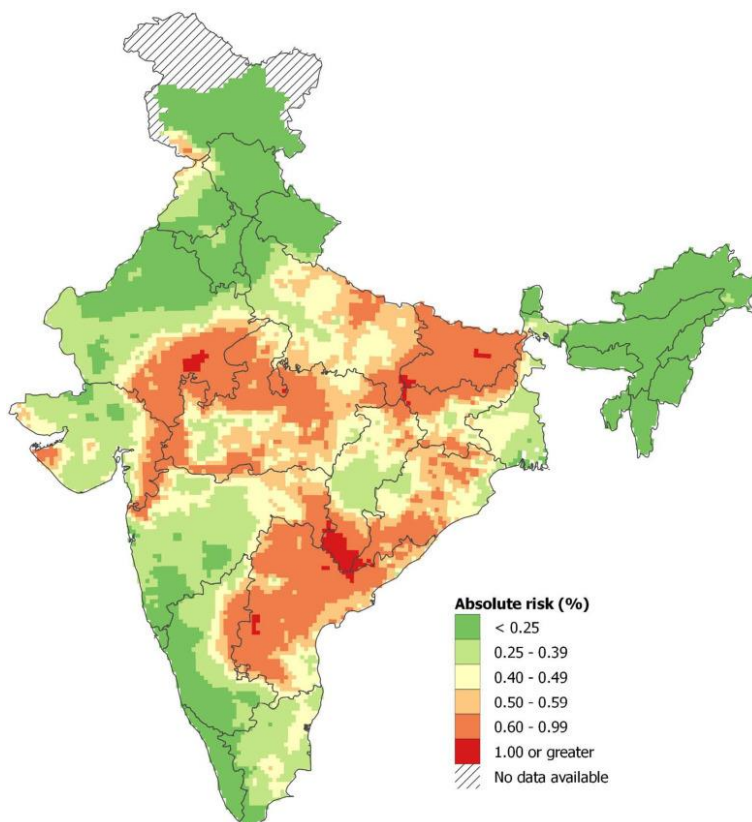 Absolute risk (%)
< 0.25
0.25 - 0.39
0.40 - 0.49
0.50 - 0.59
0.60 - 0.99
1.00 or greater
No data available